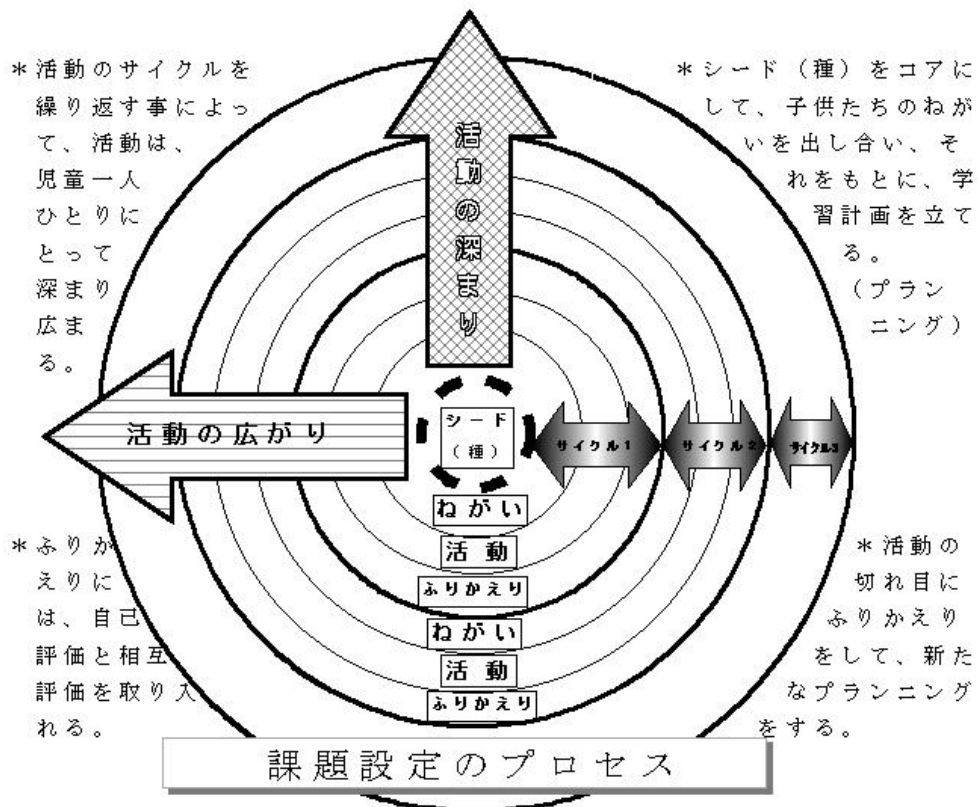 ＊活動のサイクルを
繰り返す事によっ
て、活動は、
児童一人
ひとりに
とって
深まり
広ま
る。
＊シード（種）をコアに
して、子供たちのねが
いを出し合い、そ
れをもとに、学
習計画を立て
る。
（プラン
ニング）
活動の深まり
活動の広がり
シード
（種）
サイクル1
サイクル2
サイクル3
ねがい
活動
ふりかえり
ねがい
活動
ふりかえり
＊ふりか
えりに
は、自己
評価と相互
評価を取り入
れる。
＊活動の
切れ目に
ふりかえり
をして、新た
なプランニング
をする。
課題設定のプロセス